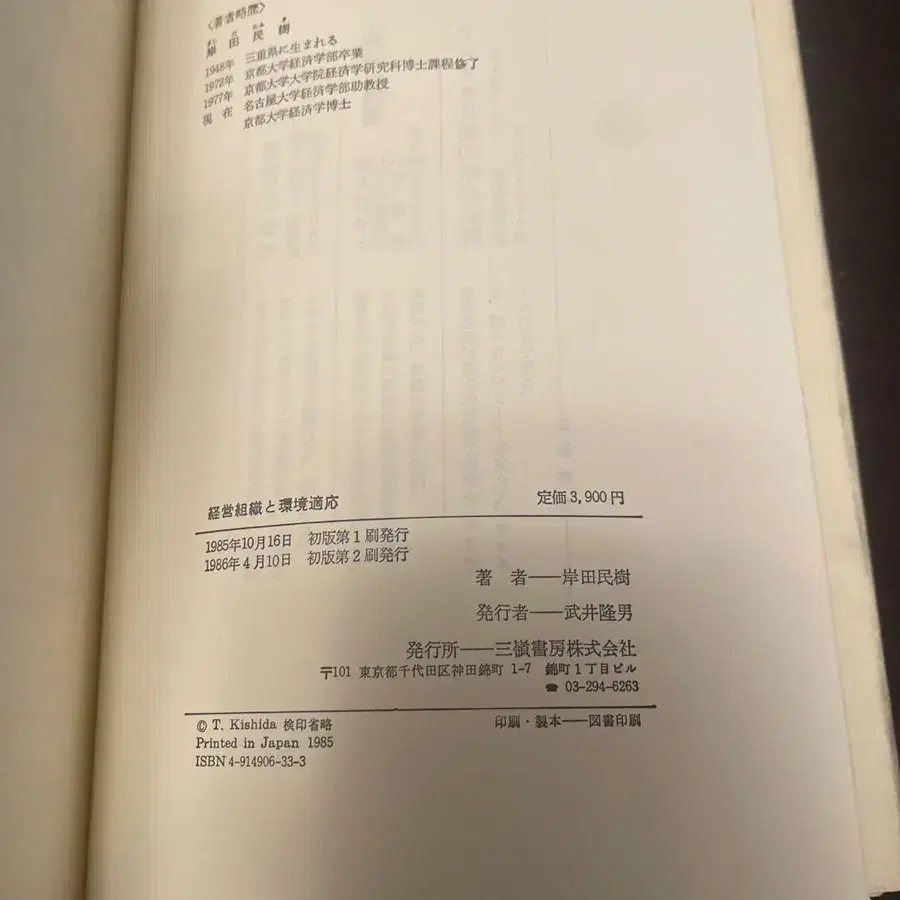 〈著者略歴〉
きし だ たみ き
岸田民樹
1948年 三重県に生まれる
1972年 京都大学経済学部卒業
1977年 京都大学大学院経済学研究科博士課程修了
現在 名古屋大学経済学部助教授
京都大学経済学博士
経営組織と環境適応 定価3,900円
1985年10月16日 初版第1刷発行
1986年4月10日 初版第2刷発行
著 者――岸田民樹
発行者――武井隆男
発行所――三嶺書房株式会社
〒101 東京都千代田区神田錦町 1-7 錦町1丁目ビル
☎ 03-294-6263
© T. Kishida 検印省略 印刷・製本――図書印刷
Printed in Japan 1985
ISBN4-914906-33-3